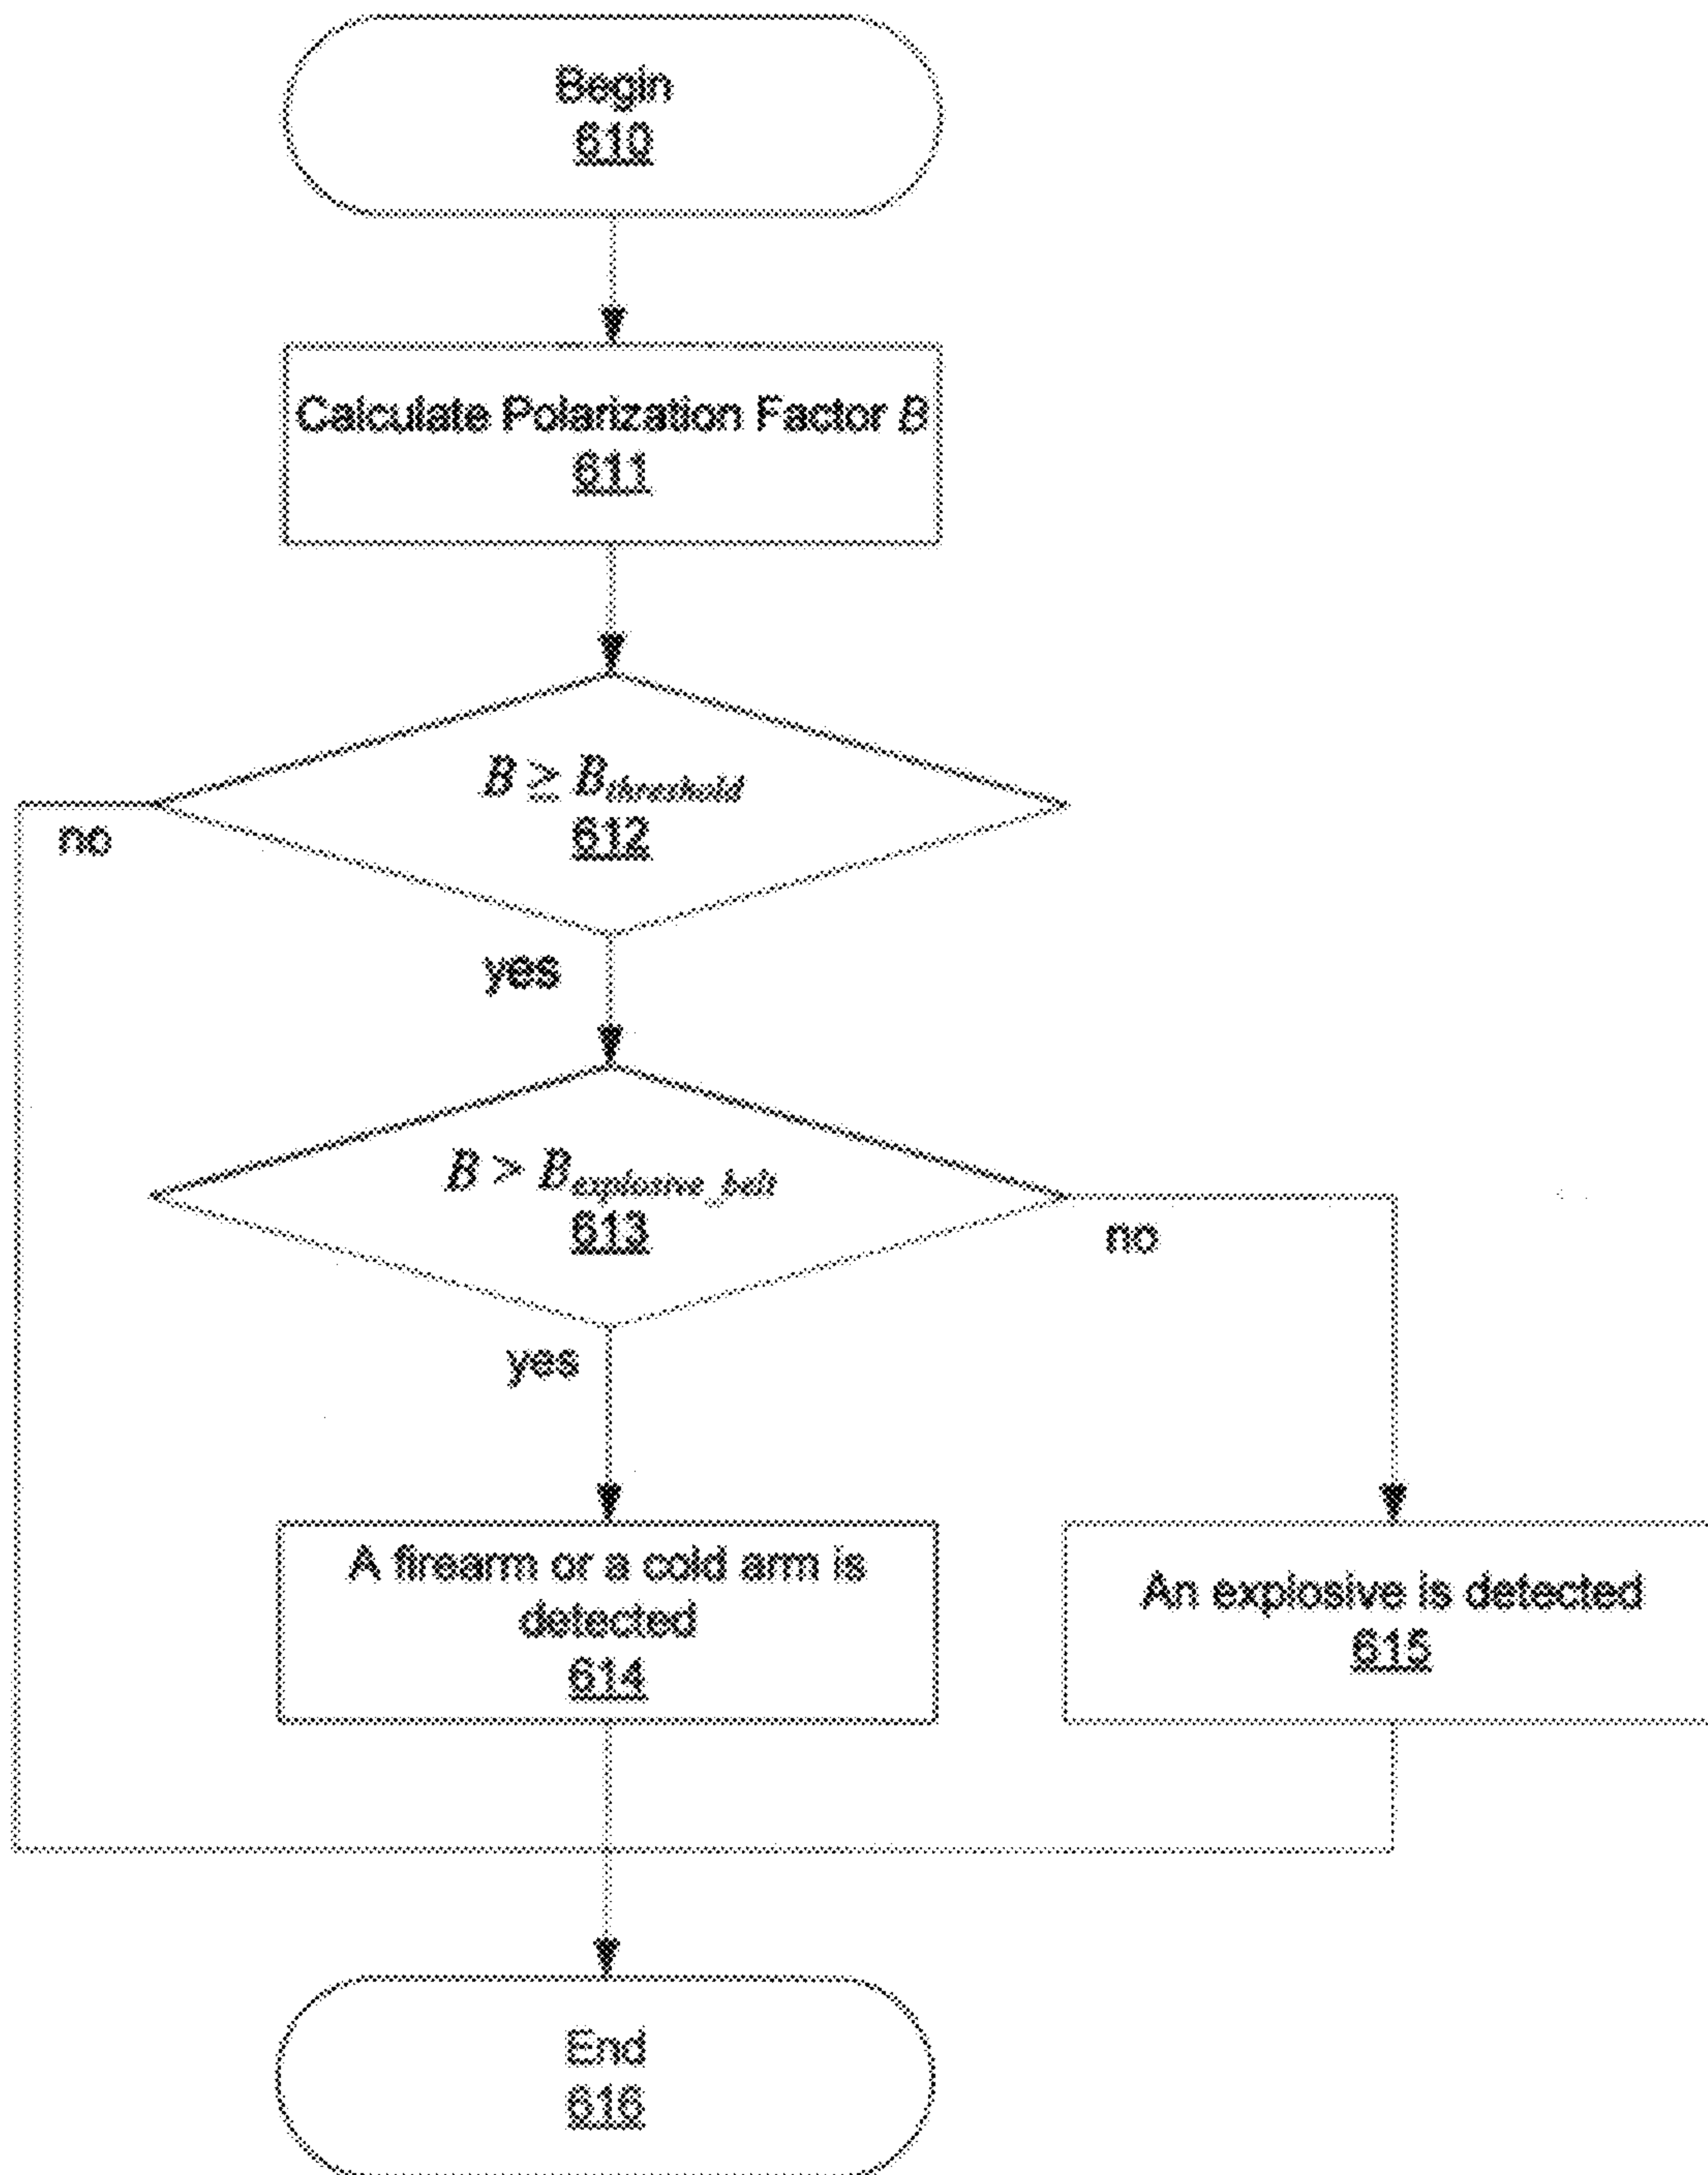 Begin
610
Calculate Polarization Factor B
611
B ≥ B_threshold
612
no
yes
B > B_explosive_belt
613
no
yes
A firearm or a cold arm is
detected
614
An explosive is detected
615
End
616